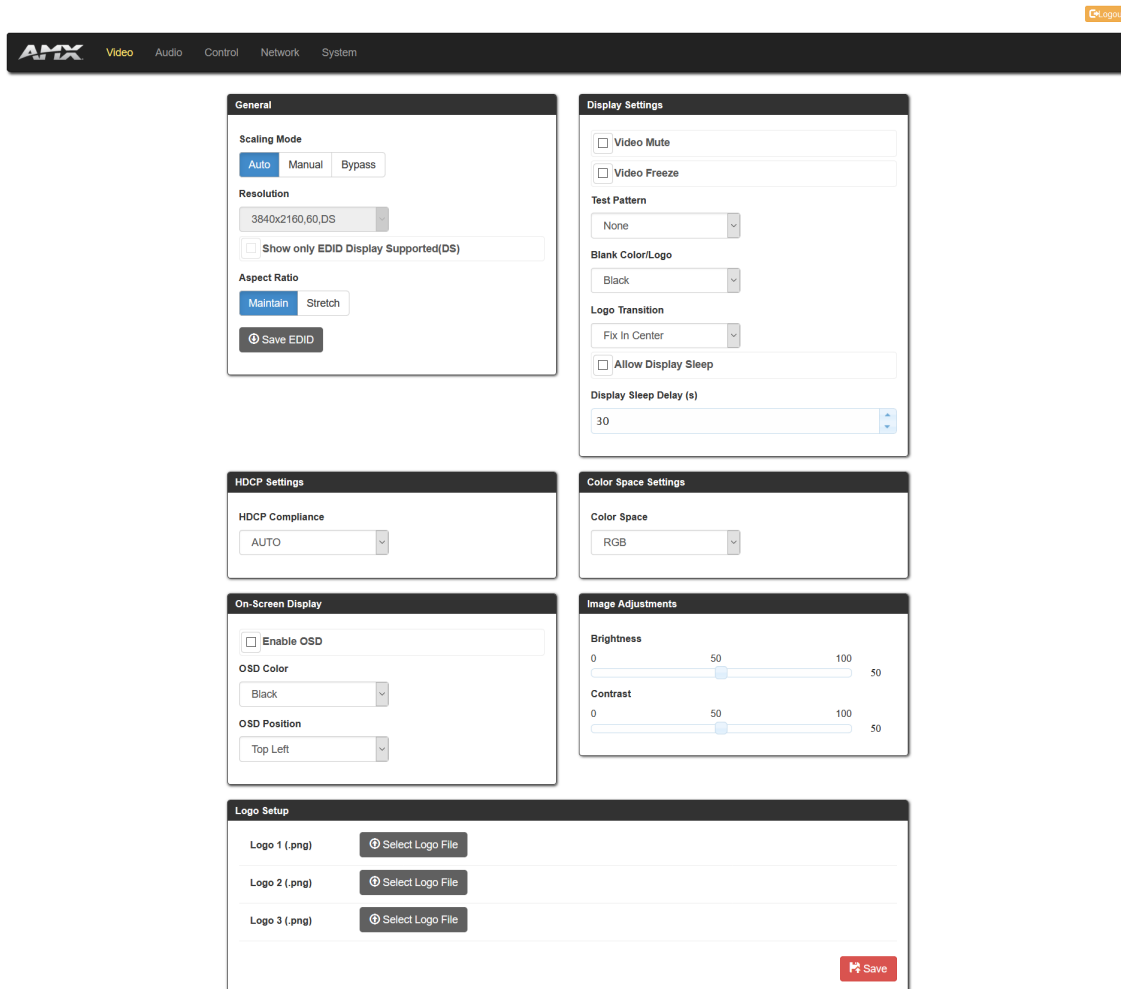 Logou
AMX Video Audio Control Network System
General
Scaling Mode
Auto Manual Bypass
Resolution
3840x2160,60,DS
Show only EDID Display Supported(DS)
Aspect Ratio
Maintain Stretch
Save EDID
Display Settings
Video Mute
Video Freeze
Test Pattern
None
Blank Color/Logo
Black
Logo Transition
Fix In Center
Allow Display Sleep
Display Sleep Delay (s)
30
HDCP Settings
HDCP Compliance
AUTO
Color Space Settings
Color Space
RGB
On-Screen Display
Enable OSD
OSD Color
Black
OSD Position
Top Left
Image Adjustments
Brightness
0 50 100
50
Contrast
0 50 100
50
Logo Setup
Logo 1 (.png) Select Logo File
Logo 2 (.png) Select Logo File
Logo 3 (.png) Select Logo File
Save